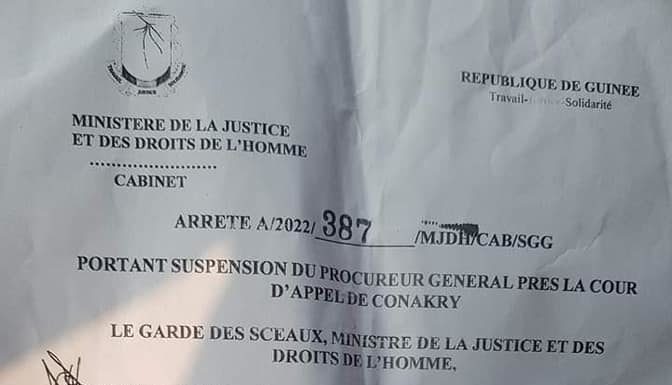 REPUBLIQUE DE GUINEE
Travail-Justice-Solidarité
MINISTERE DE LA JUSTICE
ET DES DROITS DE L'HOMME
CABINET
ARRETE A/2022/ 387 /MJDH/CAB/SGG
PORTANT SUSPENSION DU PROCUREUR GENERAL PRES LA COUR
D'APPEL DE CONAKRY
LE GARDE DES SCEAUX, MINISTRE DE LA JUSTICE ET DES
DROITS DE L'HOMME,